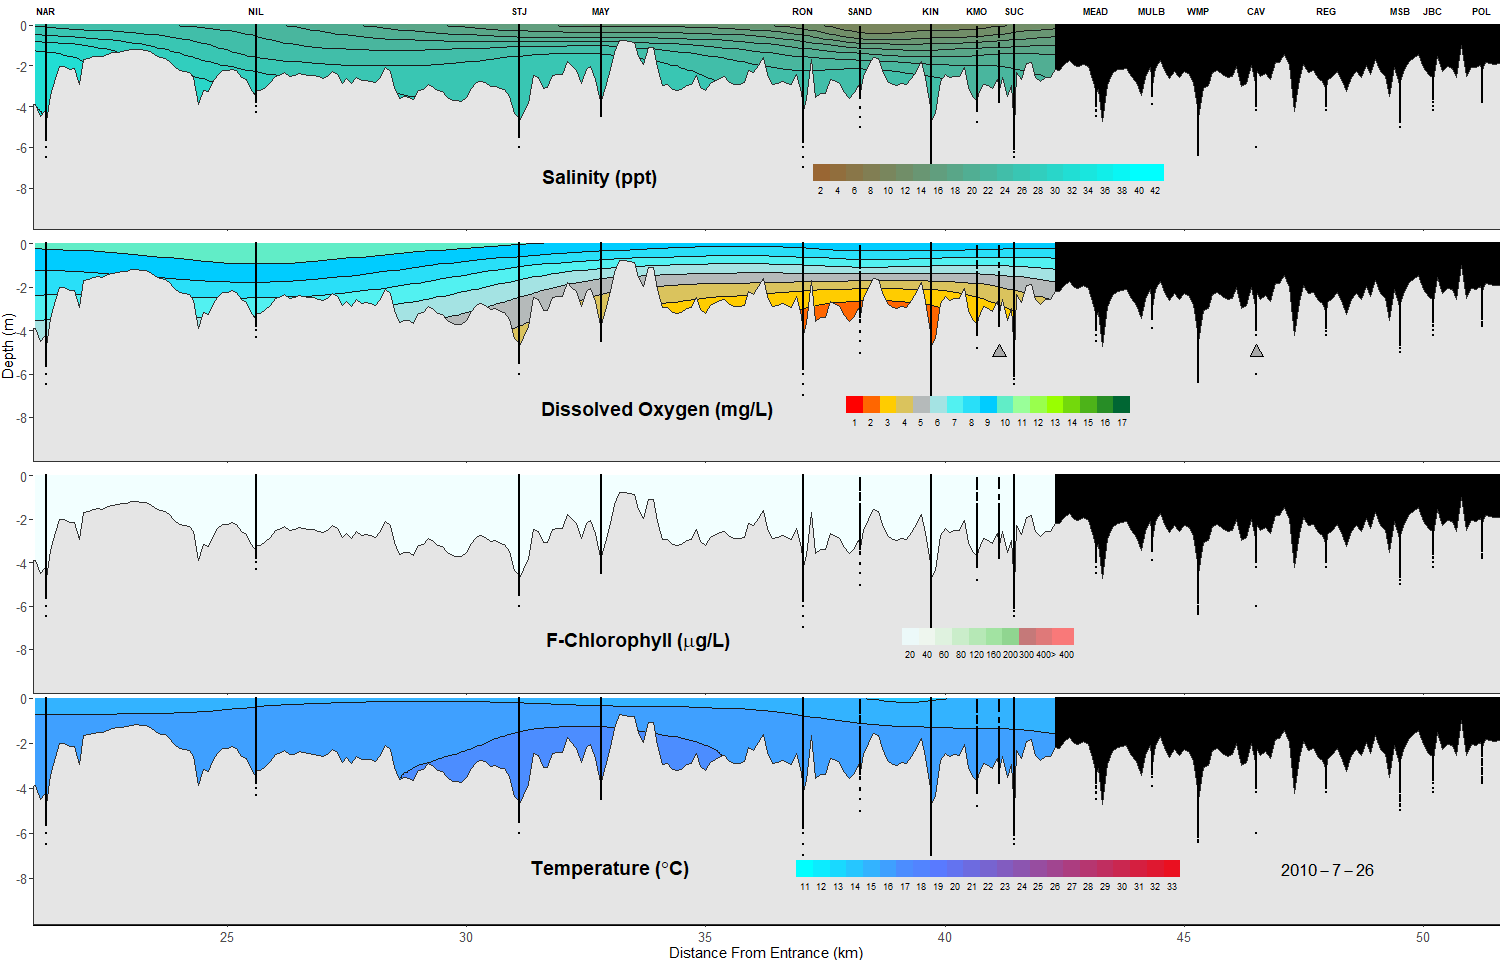 NAR NIL STJ MAY RON SAND KIN KMO SUC MEAD MULB WMP CAV REG MSB JBC POL
0
-2
-4
-6
-8
Salinity (ppt)
2 4 6 8 10 12 14 16 18 20 22 24 26 28 30 32 34 36 38 40 42
0
-2
-4
-6
-8
Depth (m)
Dissolved Oxygen (mg/L)
1 2 3 4 5 6 7 8 9 10 11 12 13 14 15 16 17
0
-2
-4
-6
-8
F-Chlorophyll (μg/L)
20 40 60 80 120 160 200 300 400 > 400
0
-2
-4
-6
-8
Temperature (°C)
11 12 13 14 15 16 17 18 19 20 21 22 23 24 25 26 27 28 29 30 31 32 33
2010 – 7 – 26
25 30 35 40 45 50
Distance From Entrance (km)